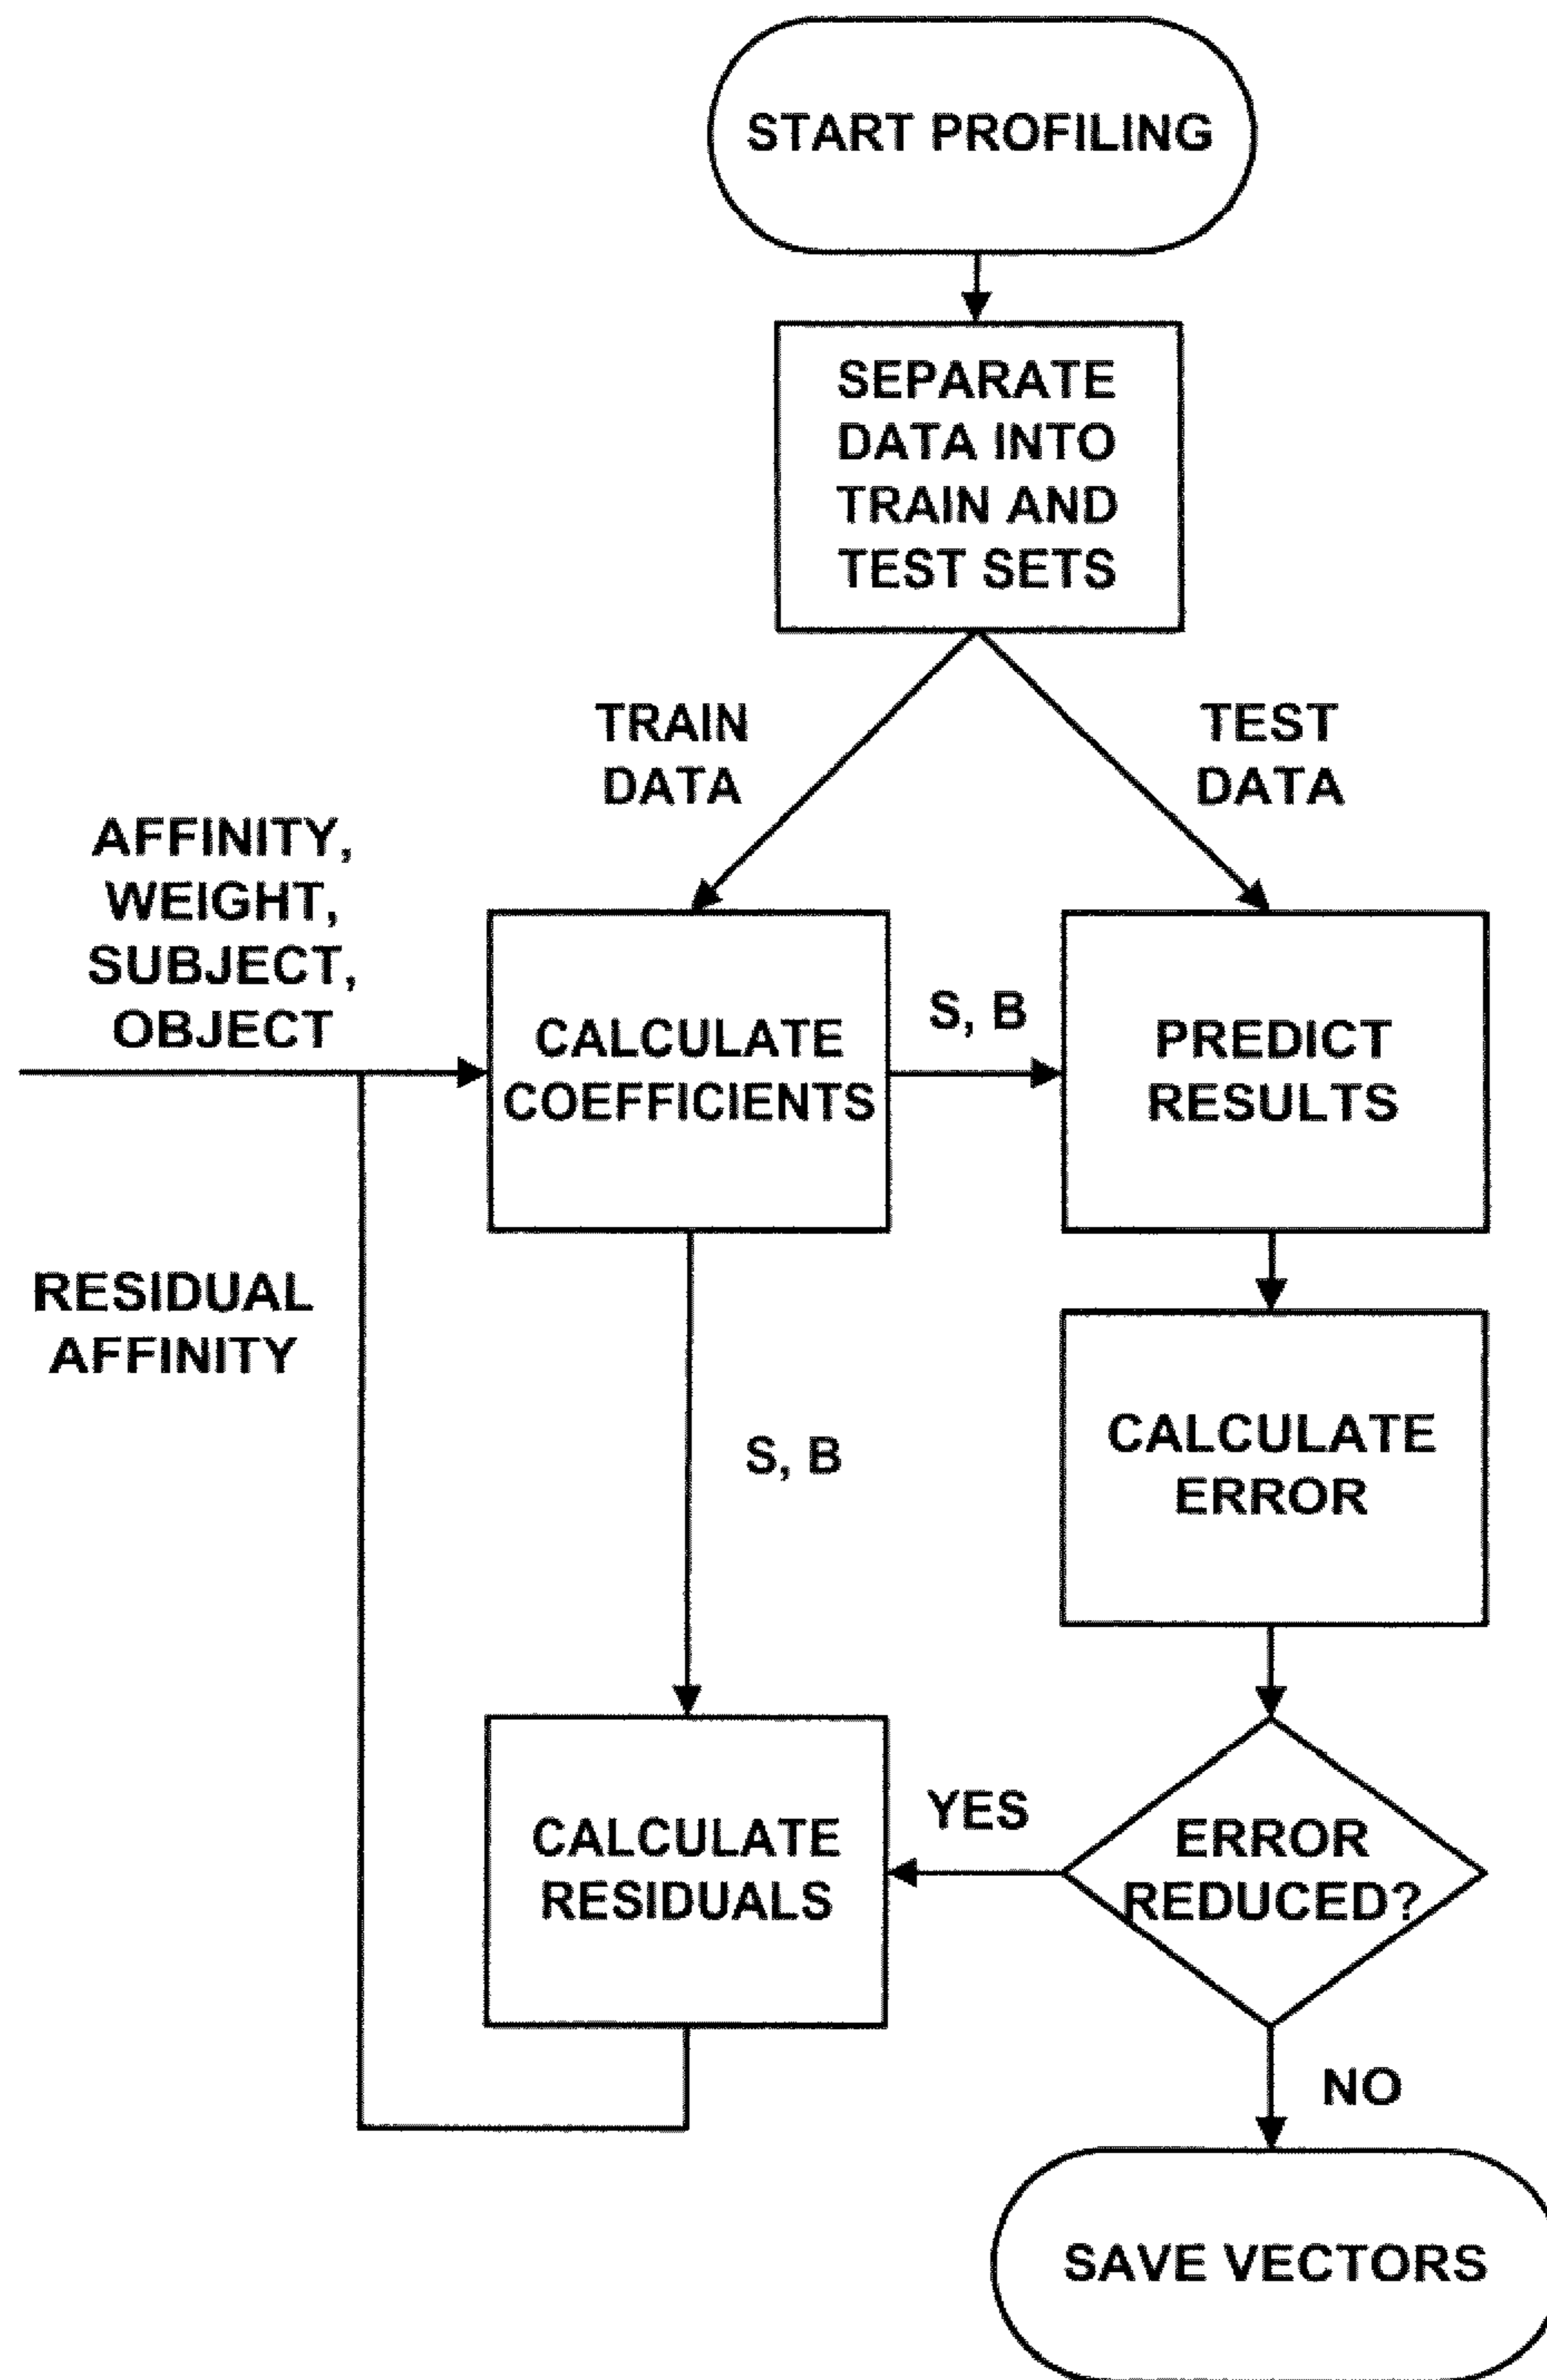 START PROFILING
SEPARATE
DATA INTO
TRAIN AND
TEST SETS
TRAIN
DATA
TEST
DATA
AFFINITY,
WEIGHT,
SUBJECT,
OBJECT
CALCULATE
COEFFICIENTS
S, B
PREDICT
RESULTS
RESIDUAL
AFFINITY
S, B
CALCULATE
ERROR
CALCULATE
RESIDUALS
YES
ERROR
REDUCED?
NO
SAVE VECTORS